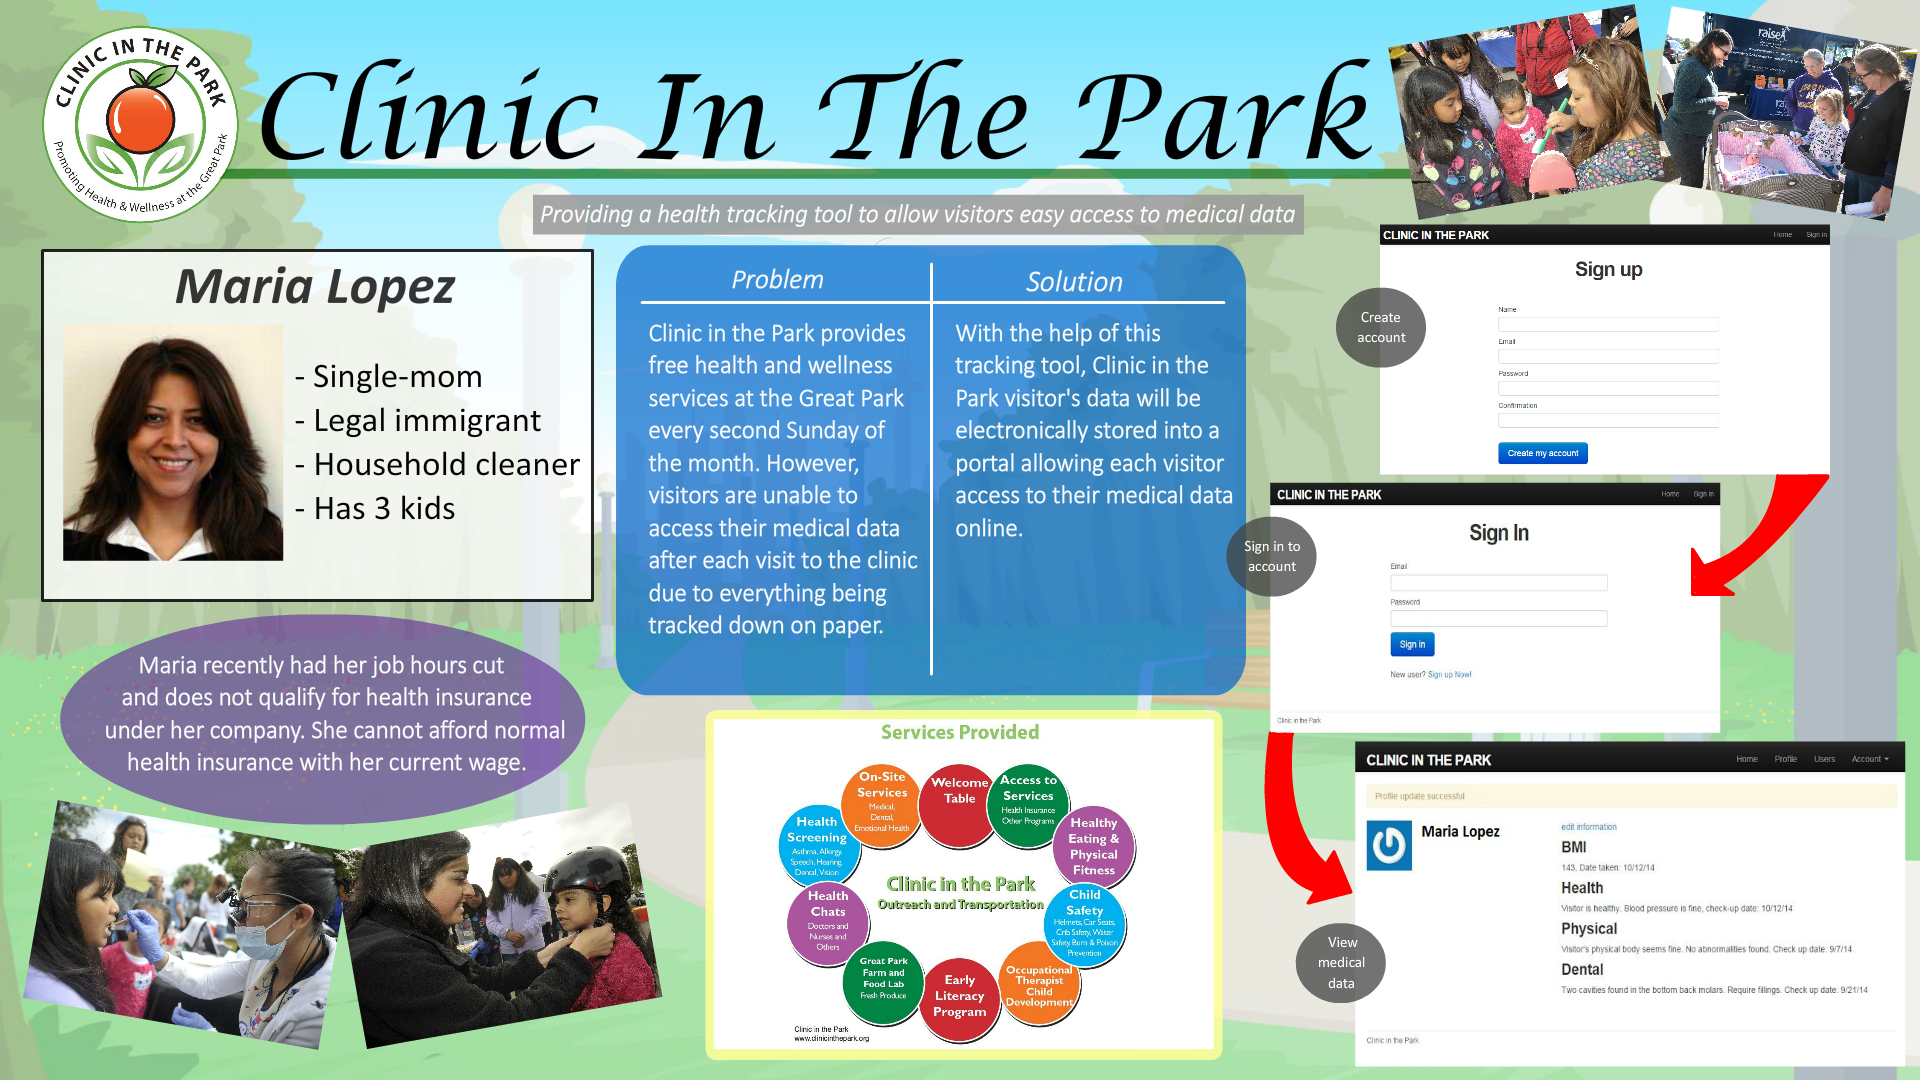 CLINIC IN THE PARK
Promoting Health & Wellness at the Great Park
Clinic In The Park
raise
Providing a health tracking tool to allow visitors easy access to medical data
Maria Lopez
- Single-mom
- Legal immigrant
- Household cleaner
- Has 3 kids
Maria recently had her job hours cut
and does not qualify for health insurance
under her company. She cannot afford normal
health insurance with her current wage.
Problem
Clinic in the Park provides
free health and wellness
services at the Great Park
every second Sunday of
the month. However,
visitors are unable to
access their medical data
after each visit to the clinic
due to everything being
tracked down on paper.
Solution
With the help of this
tracking tool, Clinic in the
Park visitor's data will be
electronically stored into a
portal allowing each visitor
access to their medical data
online.
Services Provided
Welcome
Table
Access to
Services
Health Insurance
Other Programs
Healthy
Eating &
Physical
Fitness
Child
Safety
Helmets, Car Seats,
Crib Safety, Water
Safety, Burn & Poison
Prevention
Occupational
Therapist
Child
Development
Early
Literacy
Program
Great Park
Farm and
Food Lab
Fresh Produce
Health
Chats
Doctors and
Nurses and
Others
Health
Screening
Asthma, Allergy,
Speech, Hearing,
Dental, Vision
On-Site
Services
Medical,
Dental,
Emotional Health
Clinic in the Park
Outreach and Transportation
Clinic in the Park
www.clinicinthepark.org
Create
account
CLINIC IN THE PARK
Home
Sign in
Sign up
Name
Email
Password
Confirmation
Create my account
Sign in to
account
CLINIC IN THE PARK
Home
Sign in
Sign In
Email
Password
Sign in
New user? Sign up Now!
Clinic in the Park
View
medical
data
CLINIC IN THE PARK
Home
Profile
Users
Account
Profile update successful
Maria Lopez
edit information
BMI
143, Date taken: 10/12/14
Health
Visitor is healthy. Blood pressure is fine, check-up date: 10/12/14
Physical
Visitor's physical body seems fine. No abnormalities found. Check up date: 9/7/14
Dental
Two cavities found in the bottom back molars. Require fillings. Check up date: 9/21/14
Clinic in the Park